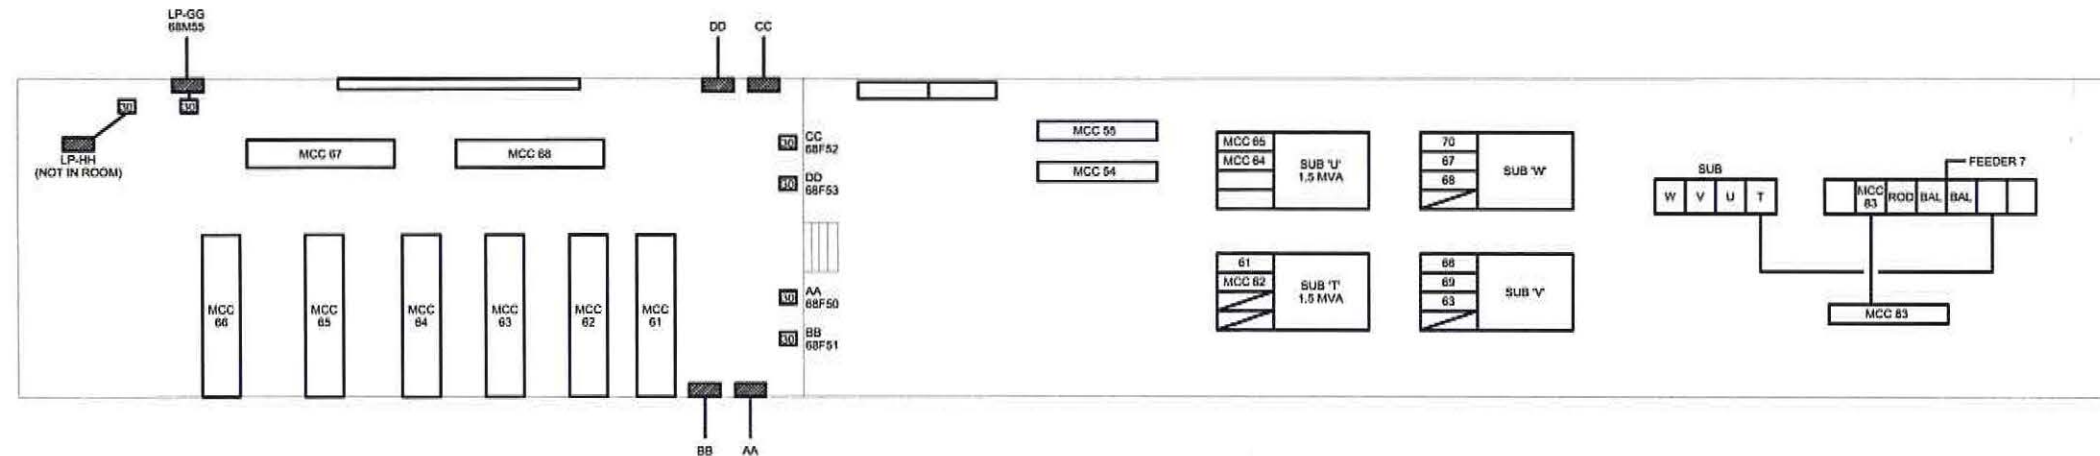 LP-GG
68M55
DD
CC
30
30
LP-HH
(NOT IN ROOM)
MCC 67
MCC 68
30
CC
68F52
30
DD
68F53
30
AA
68F50
30
BB
68F51
MCC
66
MCC
65
MCC
64
MCC
63
MCC
62
MCC
61
BB
AA
MCC 55
MCC 54
MCC 65
MCC 64
SUB 'U'
1.5 MVA
70
67
68
SUB 'W'
61
MCC 62
SUB 'T'
1.5 MVA
66
69
63
SUB 'V'
SUB
W
V
U
T
FEEDER 7
MCC
83
ROD
BAL
BAL
MCC 83